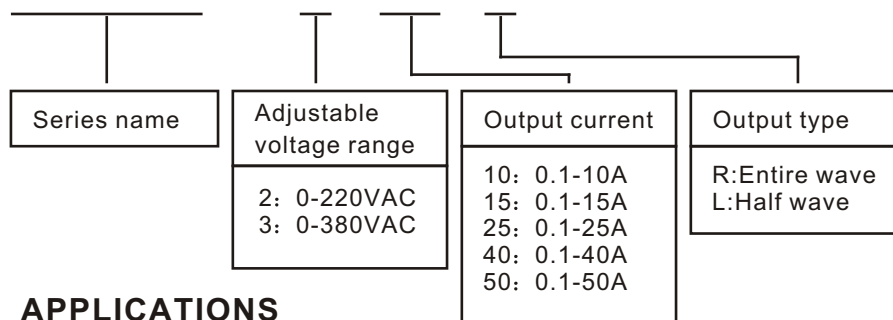 Series name
Adjustable
voltage range
2：0-220VAC
3：0-380VAC
Output current
10：0.1-10A
15：0.1-15A
25：0.1-25A
40：0.1-40A
50：0.1-50A
Output type
R:Entire wave
L:Half wave
APPLICATIONS